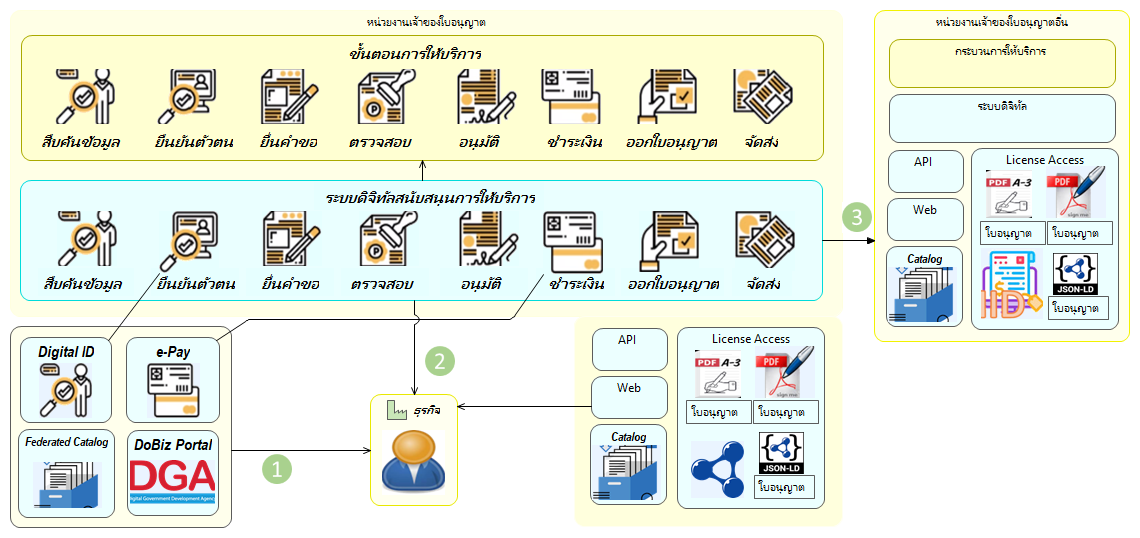 หน่วยงานเจ้าของใบอนุญาต
ขั้นตอนการให้บริการ
สืบค้นข้อมูล
ยืนยันตัวตน
ยื่นคำขอ
ตรวจสอบ
อนุมัติ
ชำระเงิน
ออกใบอนุญาต
จัดส่ง
ระบบดิจิทัลสนับสนุนการให้บริการ
สืบค้นข้อมูล
ยืนยันตัวตน
ยื่นคำขอ
ตรวจสอบ
อนุมัติ
ชำระเงิน
ออกใบอนุญาต
จัดส่ง
3
หน่วยงานเจ้าของใบอนุญาตอื่น
กระบวนการให้บริการ
ระบบดิจิทัล
API
Web
Catalog
License Access
PDF A-3
PDF
sign me
ใบอนุญาต
ใบอนุญาต
HD
JSON-LD
ใบอนุญาต
Digital ID
e-Pay
Federated Catalog
DoBiz Portal
DGA
Digital Government Development Agency
1
2
ธุรกิจ
API
Web
Catalog
License Access
PDF A-3
PDF
sign me
ใบอนุญาต
ใบอนุญาต
JSON-LD
ใบอนุญาต